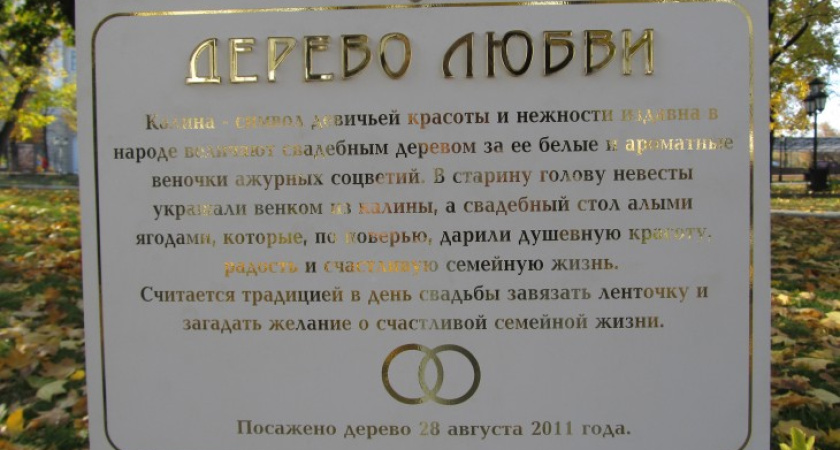 ДЕРЕВО ЛЮБВИ
Калина - символ девичьей красоты и нежности издавна в
народе величают свадебным деревом за ее белые и ароматные
веночки ажурных соцветий. В старину голову невесты
украшали венком из калины, а свадебный стол алыми
ягодами, которые, по поверью, дарили душевную красоту,
радость и счастливую семейную жизнь.
Считается традицией в день свадьбы завязать ленточку и
загадать желание о счастливой семейной жизни.
Посажено дерево 28 августа 2011 года.